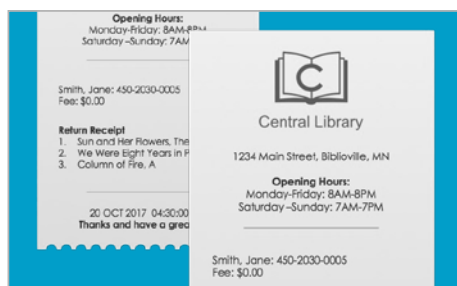 Opening Hours:
Monday-Friday: 8AM-8PM
Saturday –Sunday: 7AM
Smith, Jane: 450-2030-0005
Fee: $0.00
Return Receipt
1. Sun and Her Flowers, The
2. We Were Eight Years in
3. Column of Fire, A
20 OCT 2017 04:30:00
Thanks and have a
C
Central Library
1234 Main Street, Biblioville, MN
Opening Hours:
Monday-Friday: 8AM-8PM
Saturday –Sunday: 7AM-7PM
Smith, Jane: 450-2030-0005
Fee: $0.00